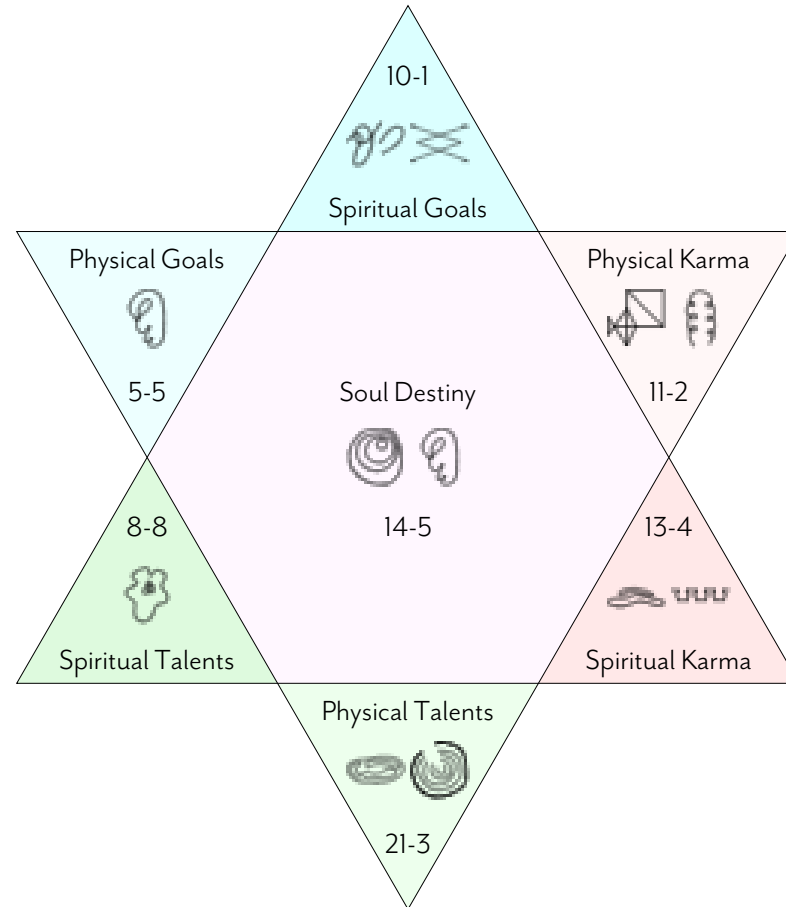 10-1
Spiritual Goals
Physical Goals
5-5
Physical Karma
11-2
Soul Destiny
14-5
8-8
Spiritual Talents
13-4
Spiritual Karma
Physical Talents
21-3